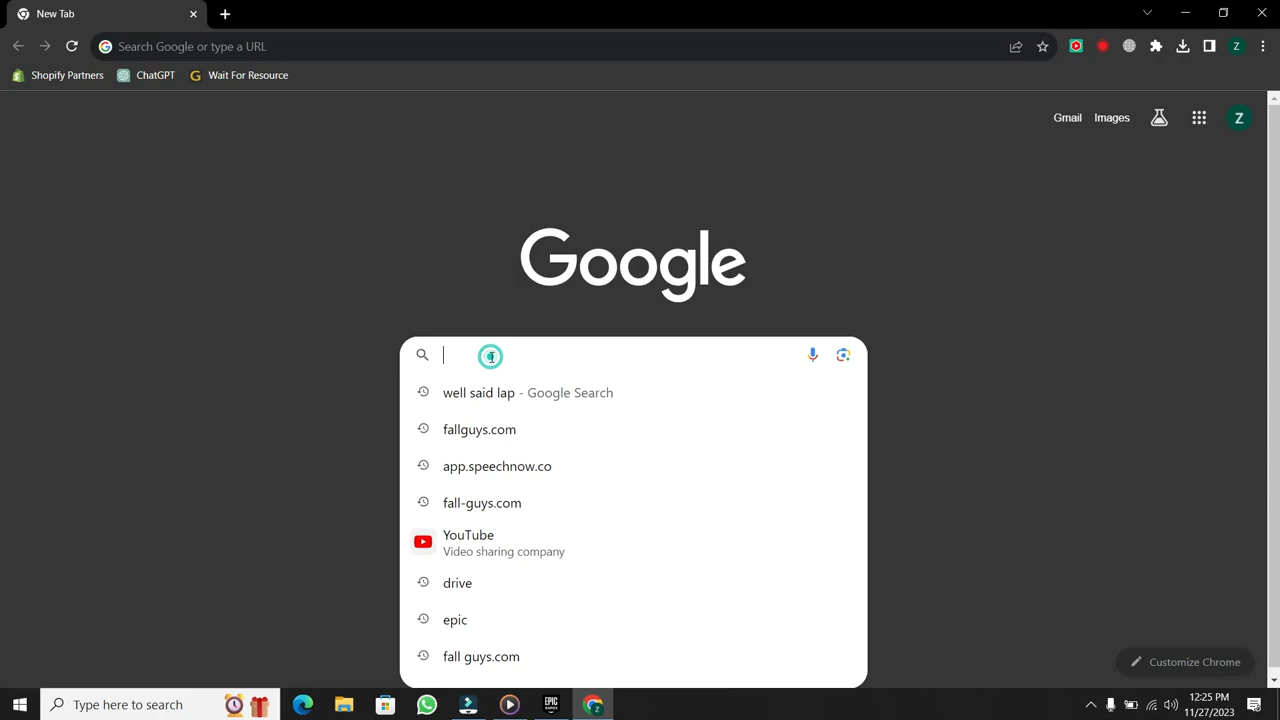 New Tab
Search Google or type a URL
Z
Shopify Partners
ChatGPT
G Wait For Resource
Gmail
Images
Z
Google
well said lap - Google Search
fallguys.com
app.speechnow.co
fall-guys.com
YouTube
Video sharing company
drive
epic
fall guys.com
Customize Chrome
Type here to search
EPIC GAMES
Z
12:25 PM
11/27/2023